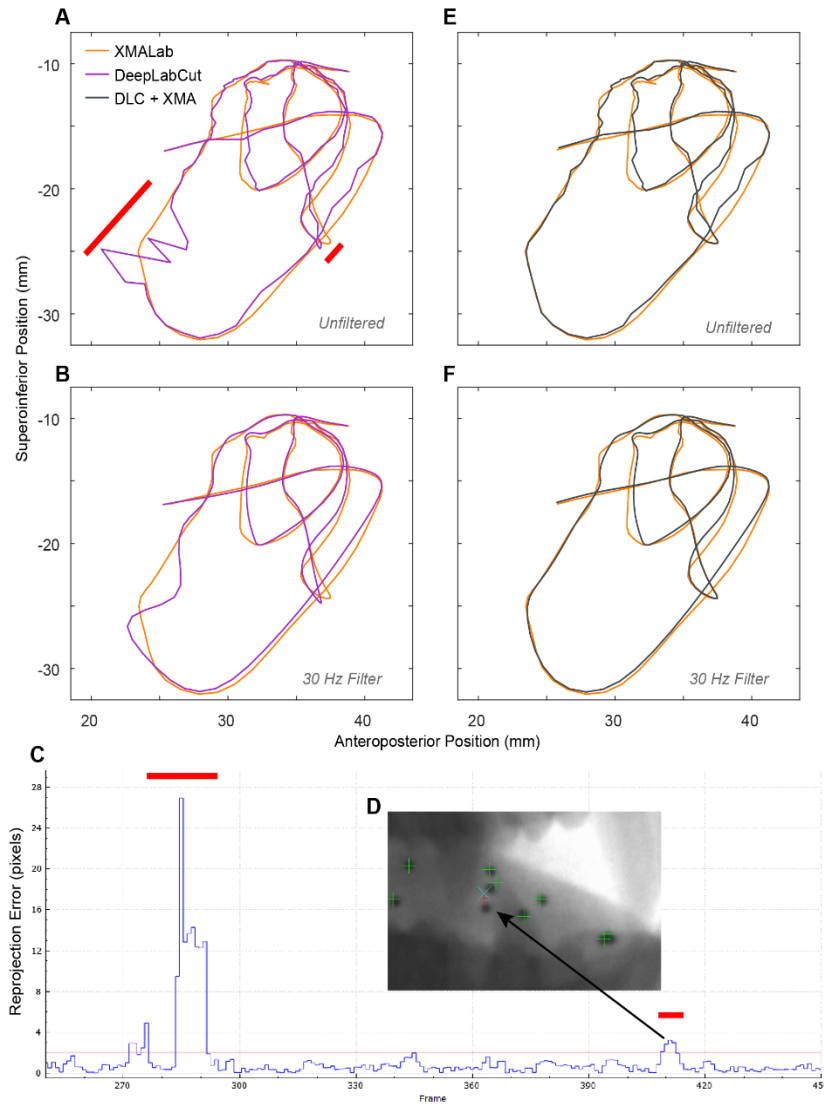 A
E
XMALab
DeepLabCut
DLC + XMA
-10
-20
-30
Unfiltered
Unfiltered
Superoinferior Position (mm)
B
F
-10
-20
-30
30 Hz Filter
30 Hz Filter
20 30 40 20 30 40
Anteroposterior Position (mm)
C
D
Reprojection Error (pixels)
28
24
20
16
12
8
4
0
270 300 330 360 390 420 450
Frame